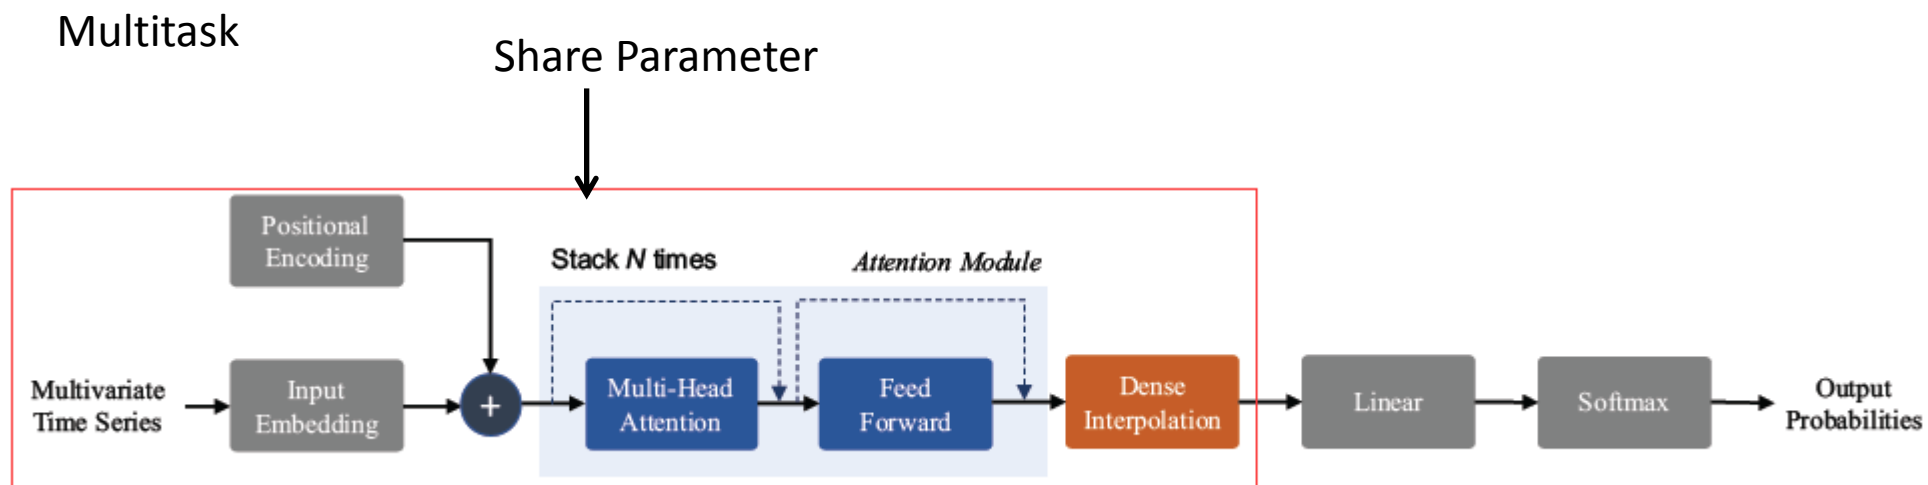 Multitask
Share Parameter
Positional
Encoding
Stack N times
Attention Module
Multivariate
Time Series
Input
Embedding
+
Multi-Head
Attention
Feed
Forward
Dense
Interpolation
Linear
Softmax
Output
Probabilities